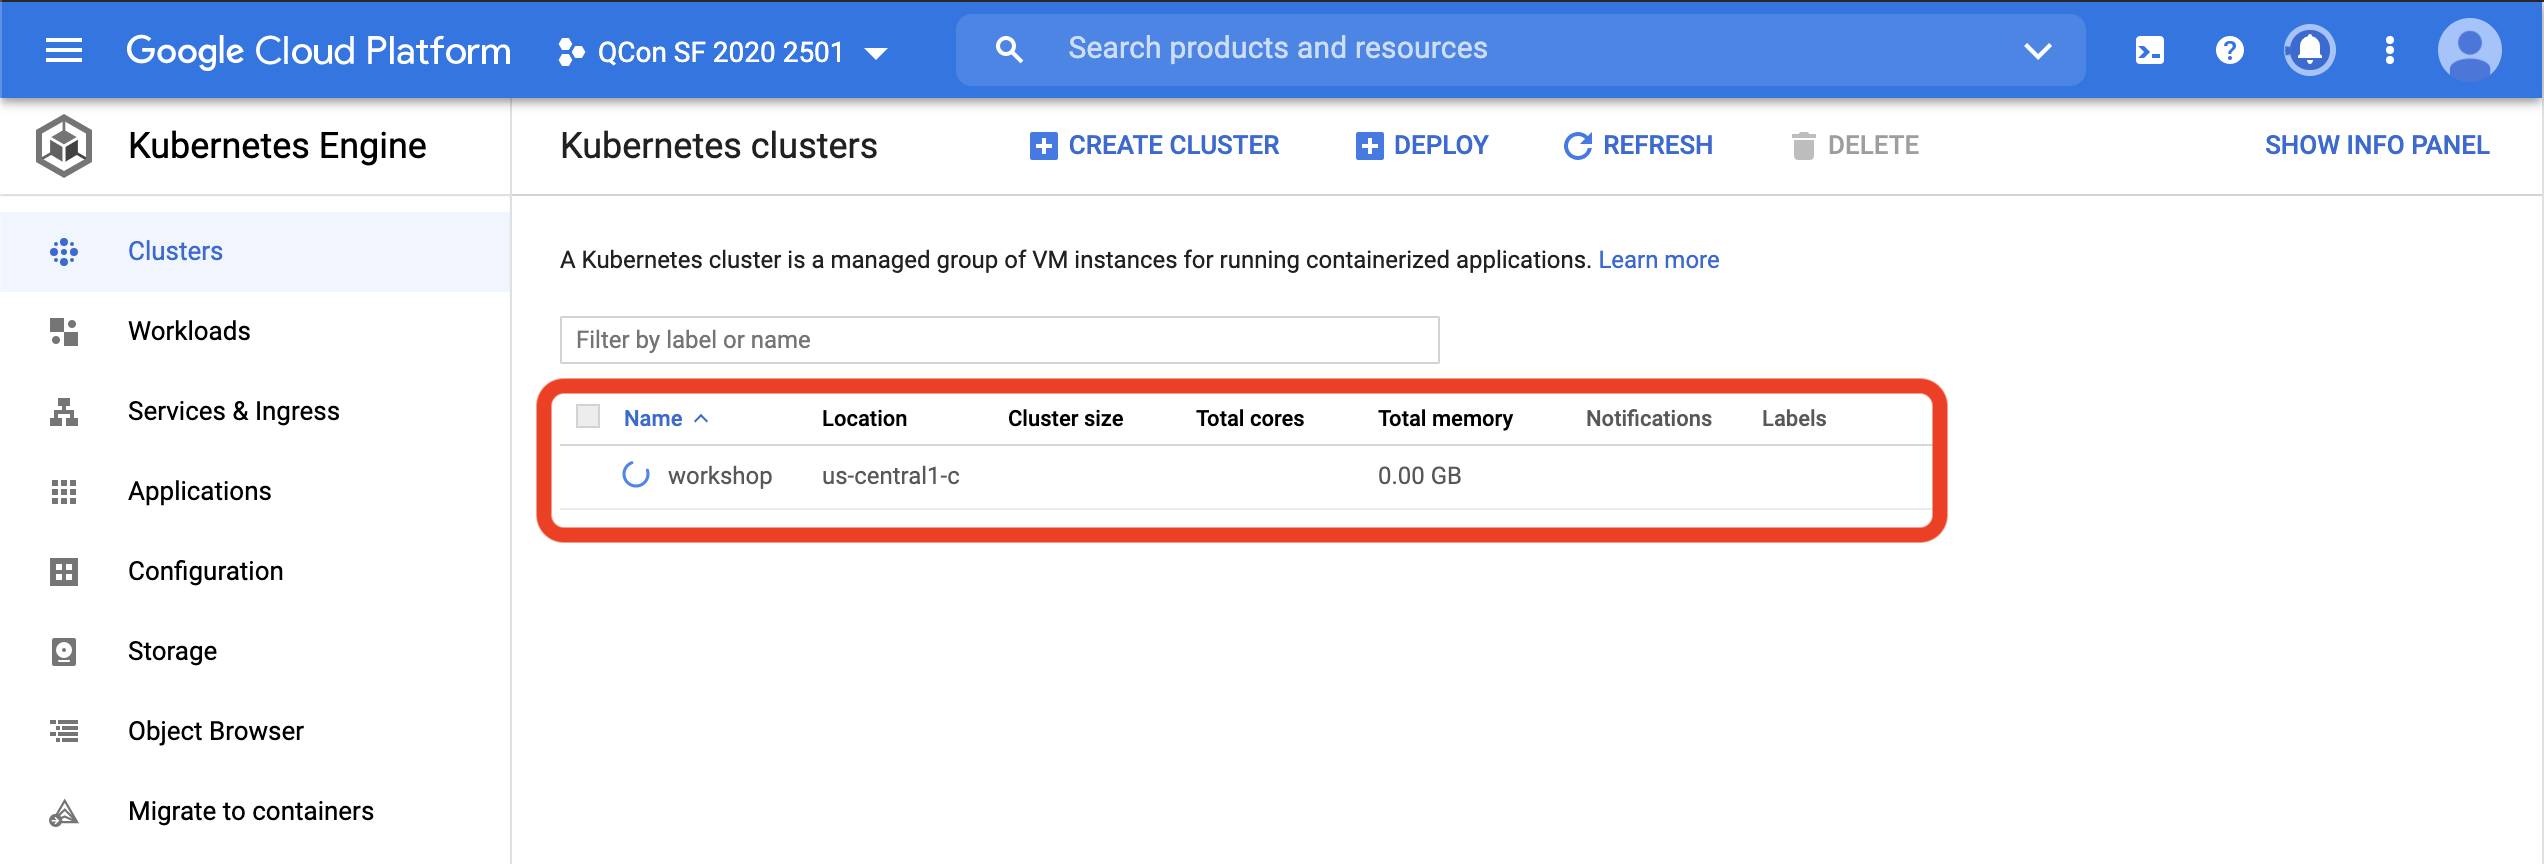 Google Cloud Platform QCon SF 2020 2501 Search products and resources
Kubernetes Engine
Kubernetes clusters CREATE CLUSTER DEPLOY REFRESH DELETE SHOW INFO PANEL
Clusters
Workloads
Services & Ingress
Applications
Configuration
Storage
Object Browser
Migrate to containers
A Kubernetes cluster is a managed group of VM instances for running containerized applications. Learn more
Filter by label or name
Name Location Cluster size Total cores Total memory Notifications Labels
workshop us-central1-c 0.00 GB